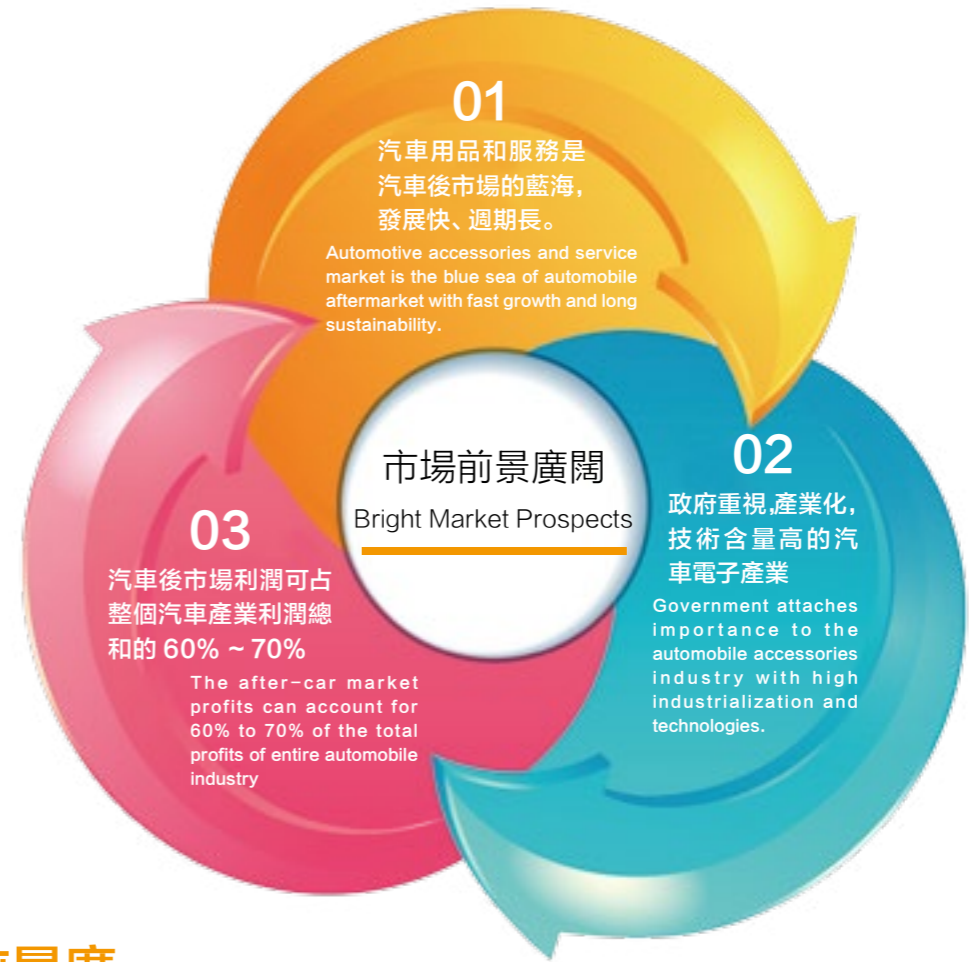 01
汽車用品和服務是
汽車後市場的藍海,
發展快、週期長。
Automotive accessories and service
market is the blue sea of automobile
aftermarket with fast growth and long
sustainability.
市場前景廣闊
Bright Market Prospects
02
政府重視,產業化,
技術含量高的汽
車電子產業
Government attaches
importance to the
automobile accessories
industry with high
industrialization and
technologies.
03
汽車後市場利潤可占
整個汽車產業利潤總
和的 60% ~ 70%
The after-car market
profits can account for
60% to 70% of the total
profits of entire automobile
industry